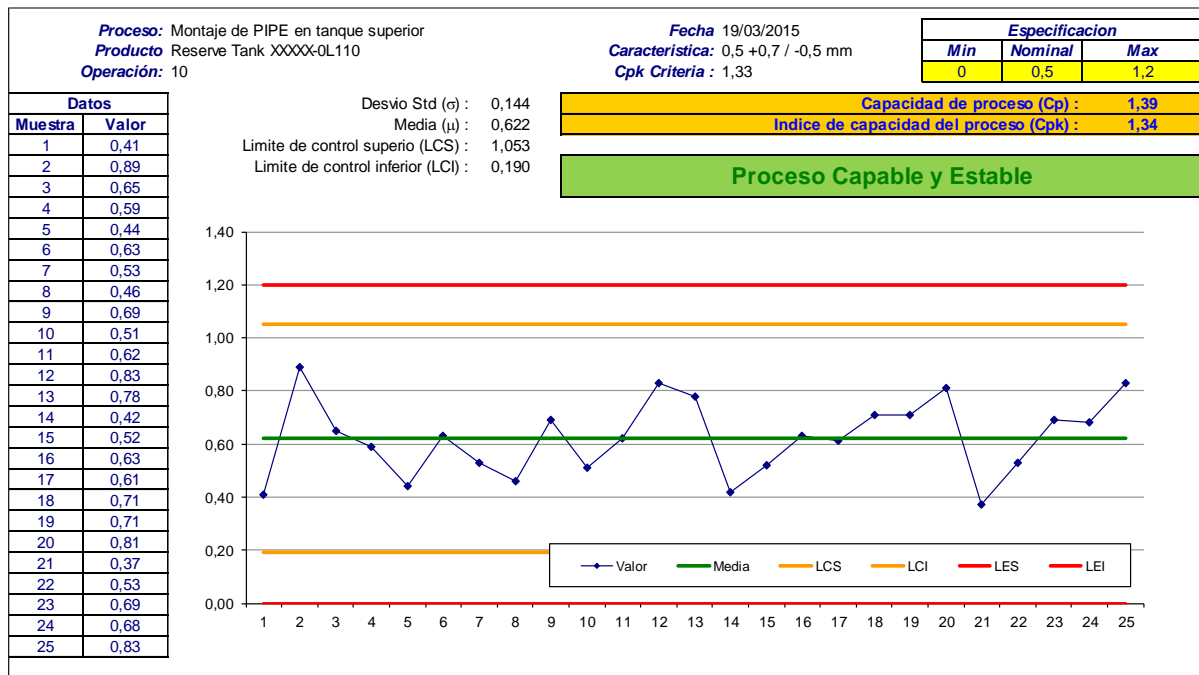 Proceso: Montaje de PIPE en tanque superior
Producto Reserve Tank XXXXX-0L110
Operación: 10
Fecha 19/03/2015
Caracteristica: 0,5 +0,7 / -0,5 mm
Cpk Criteria : 1,33
Especificacion
Min Nominal Max
0 0,5 1,2
Datos
Muestra Valor
1 0,41
2 0,89
3 0,65
4 0,59
5 0,44
6 0,63
7 0,53
8 0,46
9 0,69
10 0,51
11 0,62
12 0,83
13 0,78
14 0,42
15 0,52
16 0,63
17 0,61
18 0,71
19 0,71
20 0,81
21 0,37
22 0,53
23 0,69
24 0,68
25 0,83
Desvio Std (σ) : 0,144
Media (μ) : 0,622
Limite de control superio (LCS) : 1,053
Limite de control inferior (LCI) : 0,190
Capacidad de proceso (Cp) : 1,39
Indice de capacidad del proceso (Cpk) : 1,34
Proceso Capable y Estable
1,40
1,20
1,00
0,80
0,60
0,40
0,20
0,00
Valor Media LCS LCI LES LEI
1 2 3 4 5 6 7 8 9 10 11 12 13 14 15 16 17 18 19 20 21 22 23 24 25